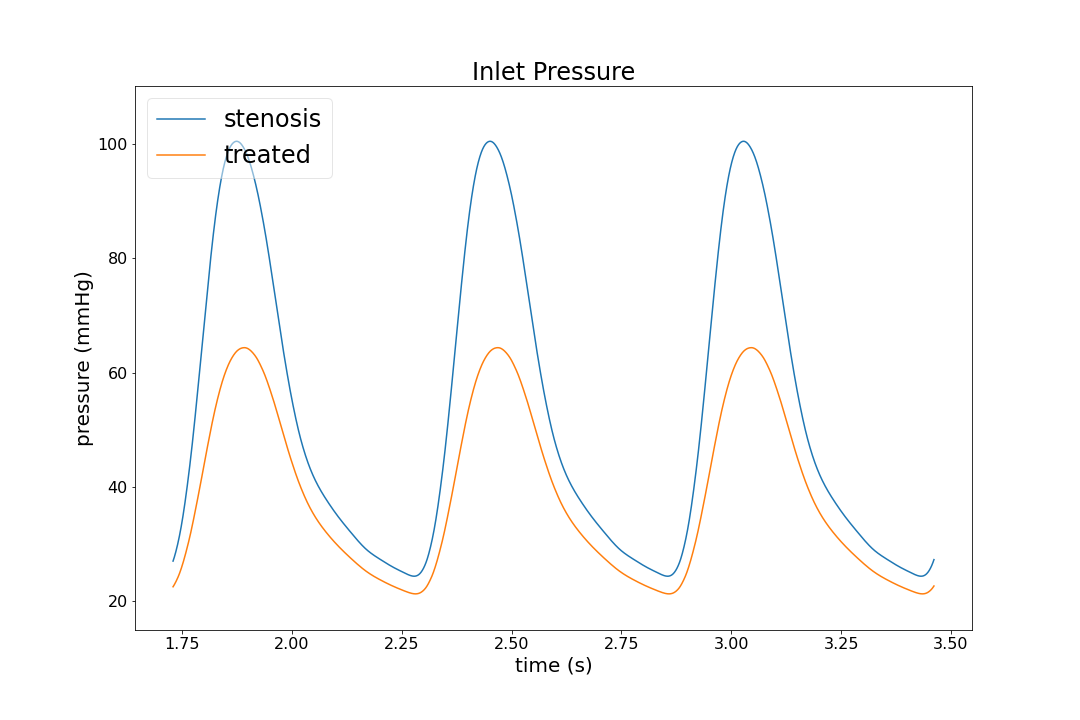 Inlet Pressure
stenosis
treated
pressure (mmHg)
100
80
60
40
20
1.75 2.00 2.25 2.50 2.75 3.00 3.25 3.50
time (s)